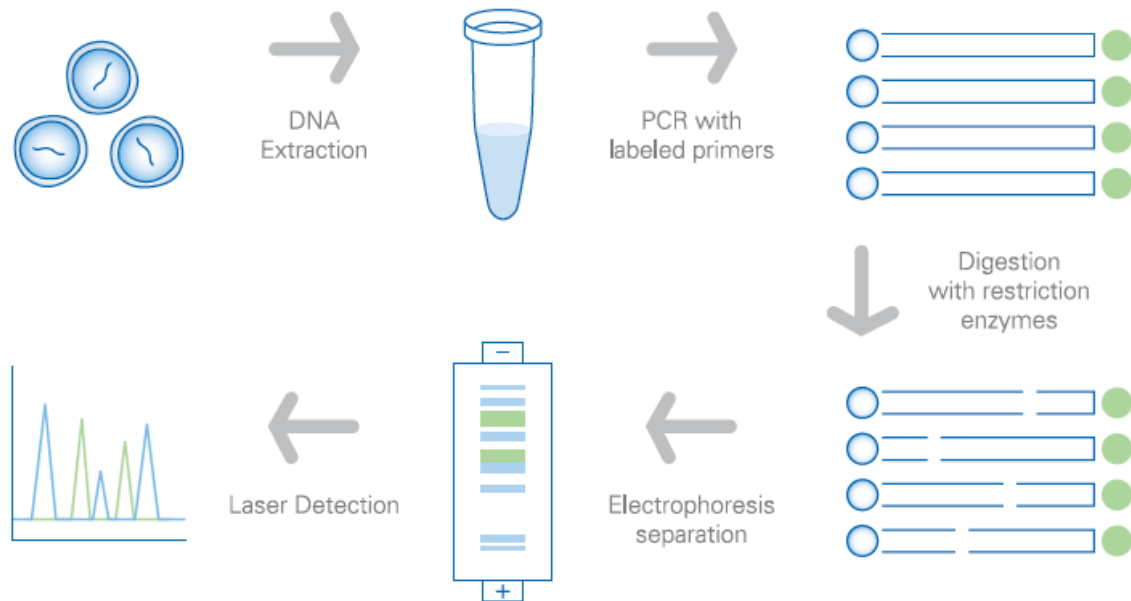 DNA
Extraction
PCR with
labeled primers
Digestion
with restriction
enzymes
−
Laser Detection
Electrophoresis
separation
+